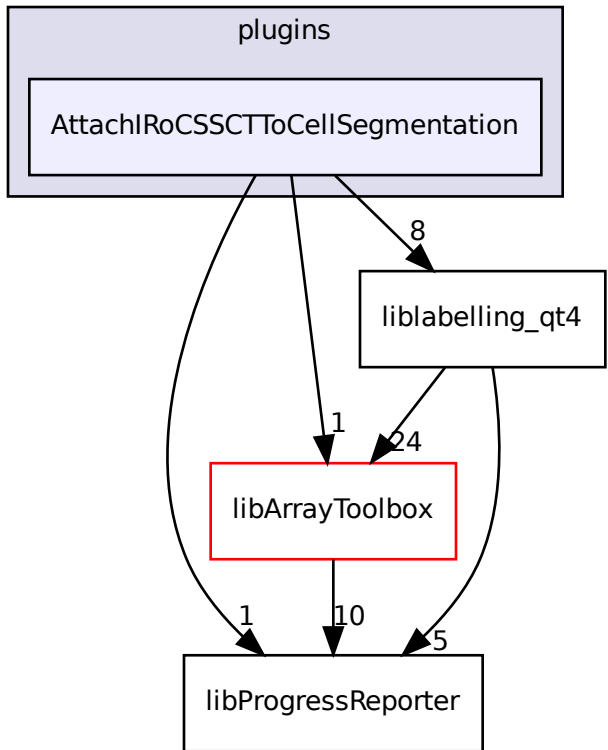 plugins
AttachIRoCSSCTToCellSegmentation
8
liblabelling_qt4
1
24
libArrayToolbox
1
10
5
libProgressReporter